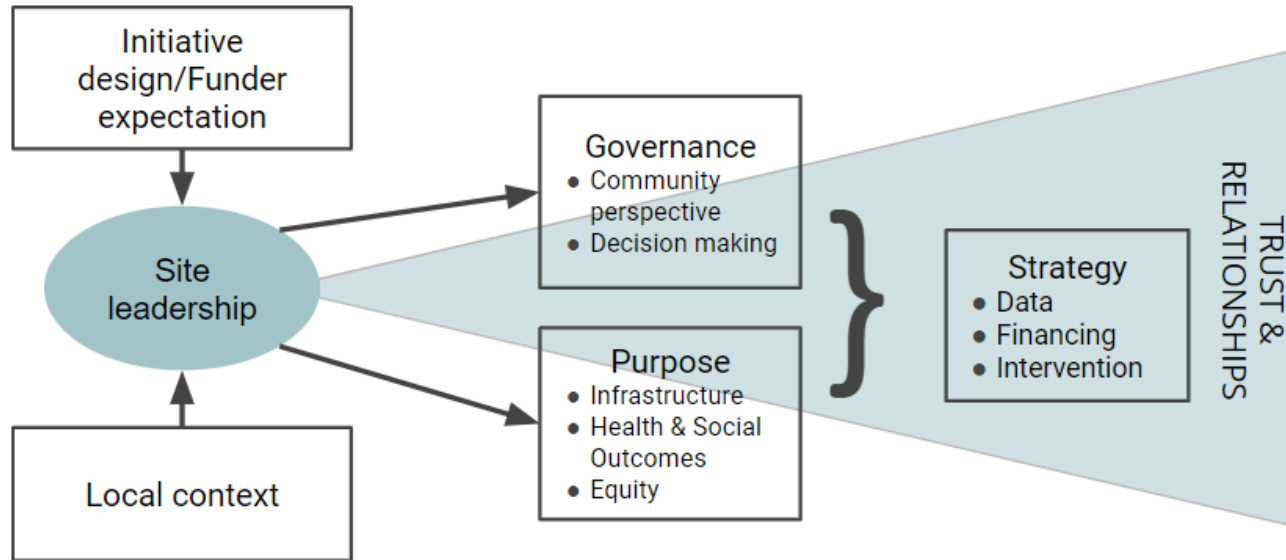 Initiative
design/Funder
expectation
Site
leadership
Local context
Governance
● Community
perspective
● Decision making
Purpose
● Infrastructure
● Health & Social
Outcomes
● Equity
}
Strategy
● Data
● Financing
● Intervention
TRUST &
RELATIONSHIPS